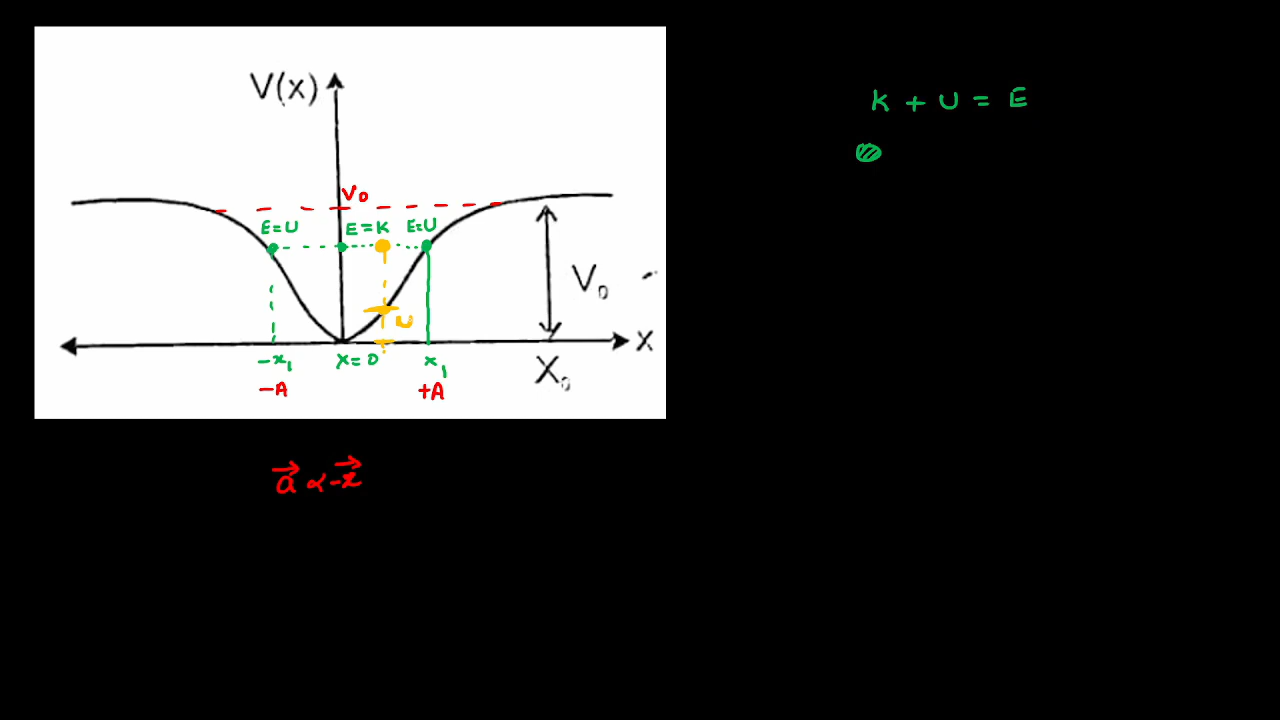 V(x)
K + U = E
V₀
E=U E=K E=U
U
V₀
X
-x₁ x=0 x₁
X₀
-A +A
a⃗ ∝ -x⃗